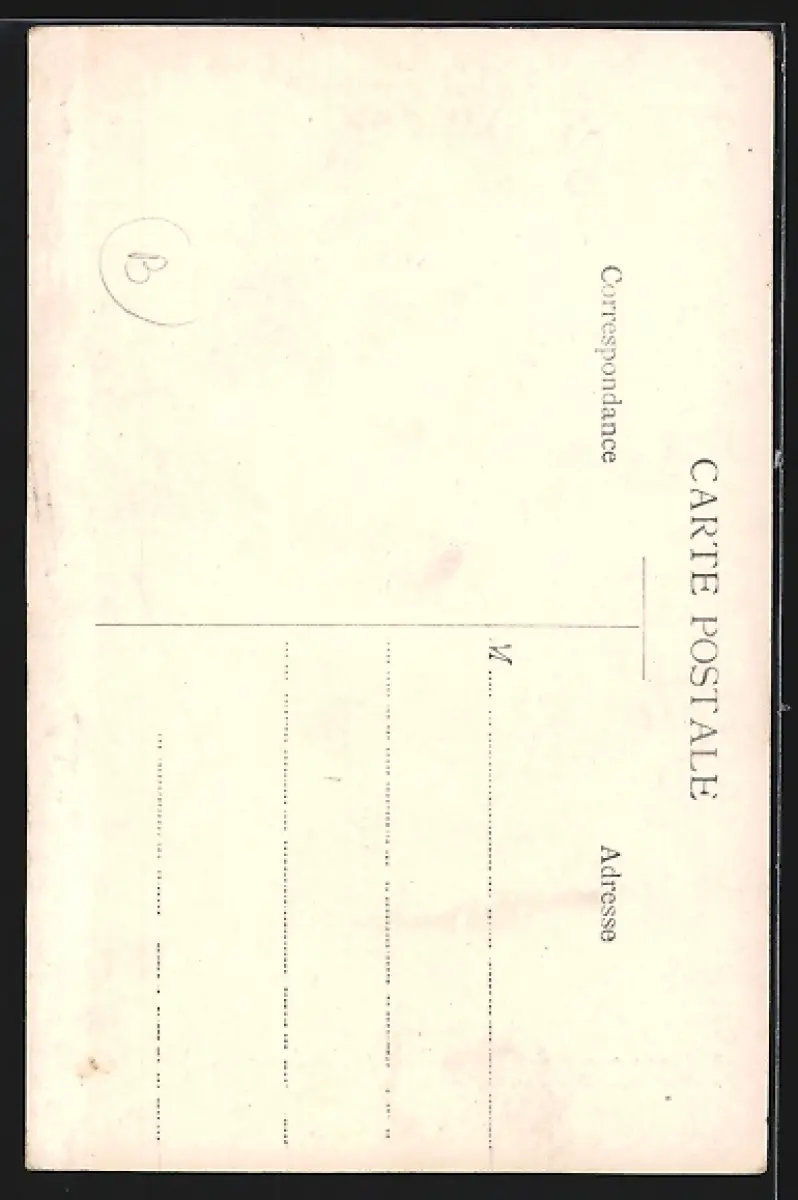 CARTE POSTALE
Correspondance
Adresse
M
B